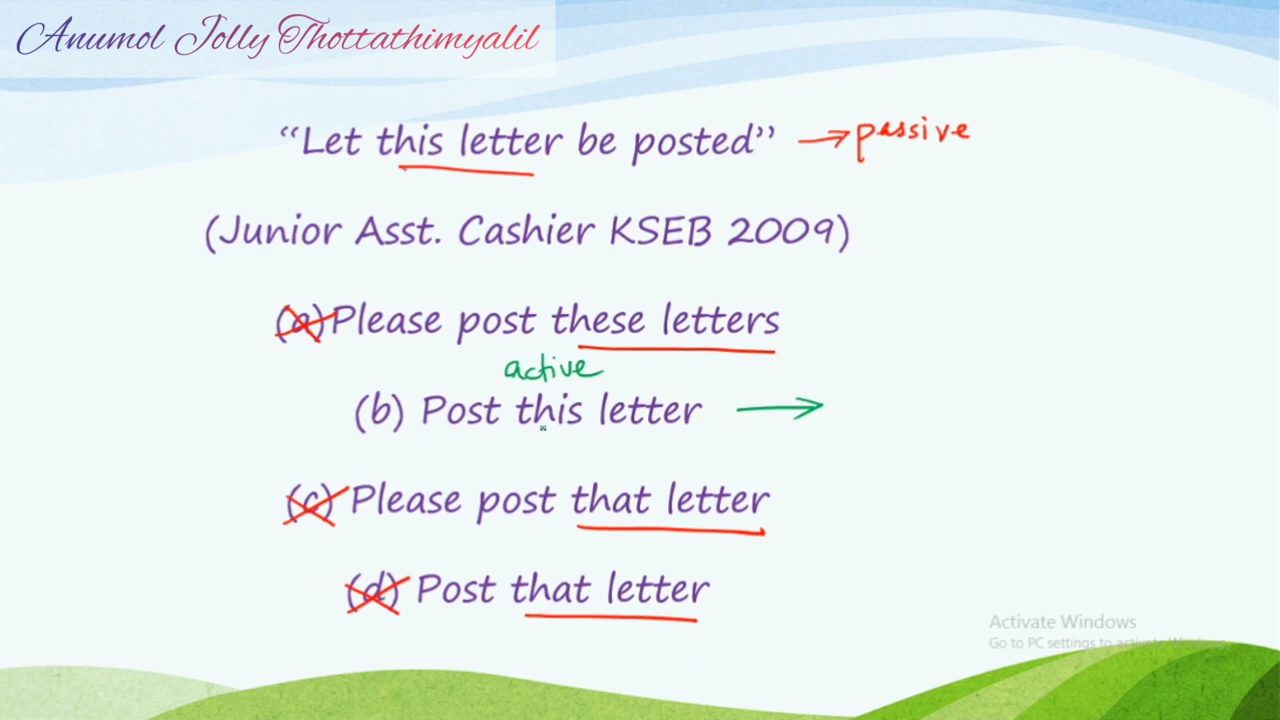 Anumol Jolly Thottathimyalil
“Let this letter be posted” → passive
(Junior Asst. Cashier KSEB 2009)
(a) Please post these letters
active
(b) Post this letter →
(c) Please post that letter
(d) Post that letter
Activate Windows
Go to PC settings to activate Windows.